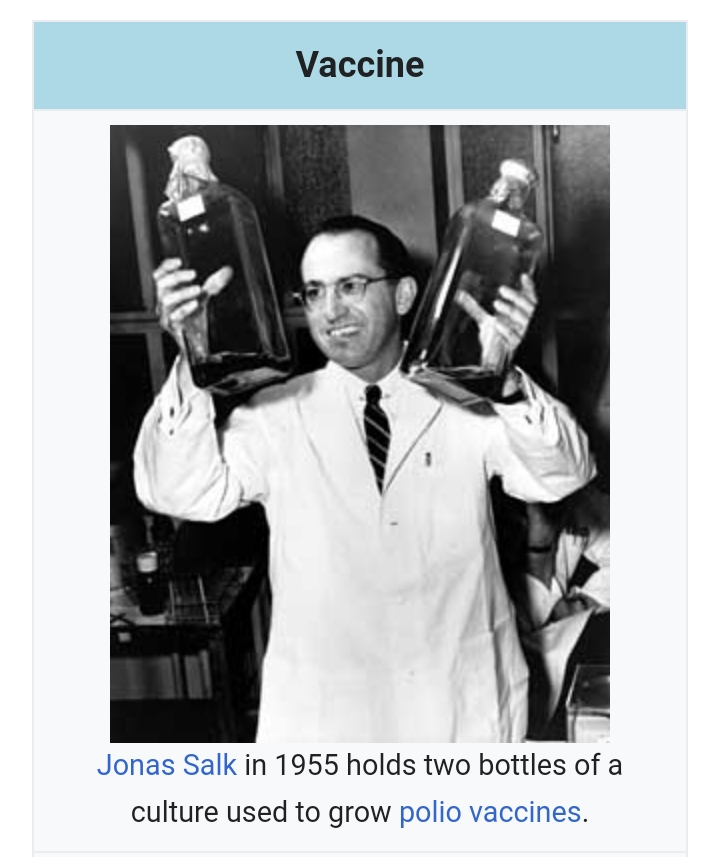 Vaccine
Jonas Salk in 1955 holds two bottles of a
culture used to grow polio vaccines.